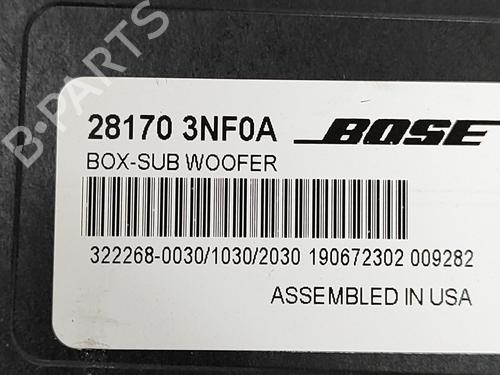 28170 3NF0A BOSE
BOX-SUB WOOFER
322268-0030/1030/2030 190672302 009282
ASSEMBLED IN USA
B-PARTS